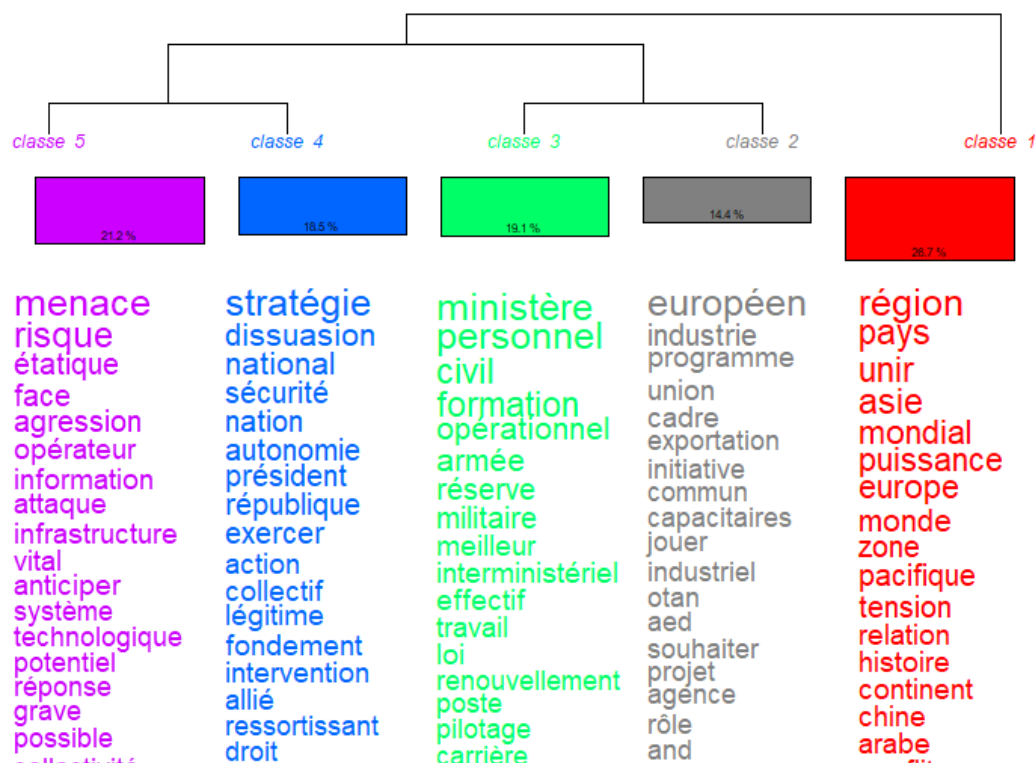 classe 5 classe 4 classe 3 classe 2 classe 1
21.2 % 18.5 % 19.1 % 14.4 % 26.7 %
menace
risque
étatique
face
agression
opérateur
information
attaque
infrastructure
vital
anticiper
système
technologique
potentiel
réponse
grave
possible
stratégie
dissuasion
national
sécurité
nation
autonomie
président
république
exercer
action
collectif
légitime
fondement
intervention
allié
ressortissant
droit
ministère
personnel
civil
formation
opérationnel
armée
réserve
militaire
meilleur
interministériel
effectif
travail
loi
renouvellement
poste
pilotage
carrière
européen
industrie
programme
union
cadre
exportation
initiative
commun
capacitaires
jouer
industriel
otan
aed
souhaiter
projet
agence
rôle
and
région
pays
unir
asie
mondial
puissance
europe
monde
zone
pacifique
tension
relation
histoire
continent
chine
arabe